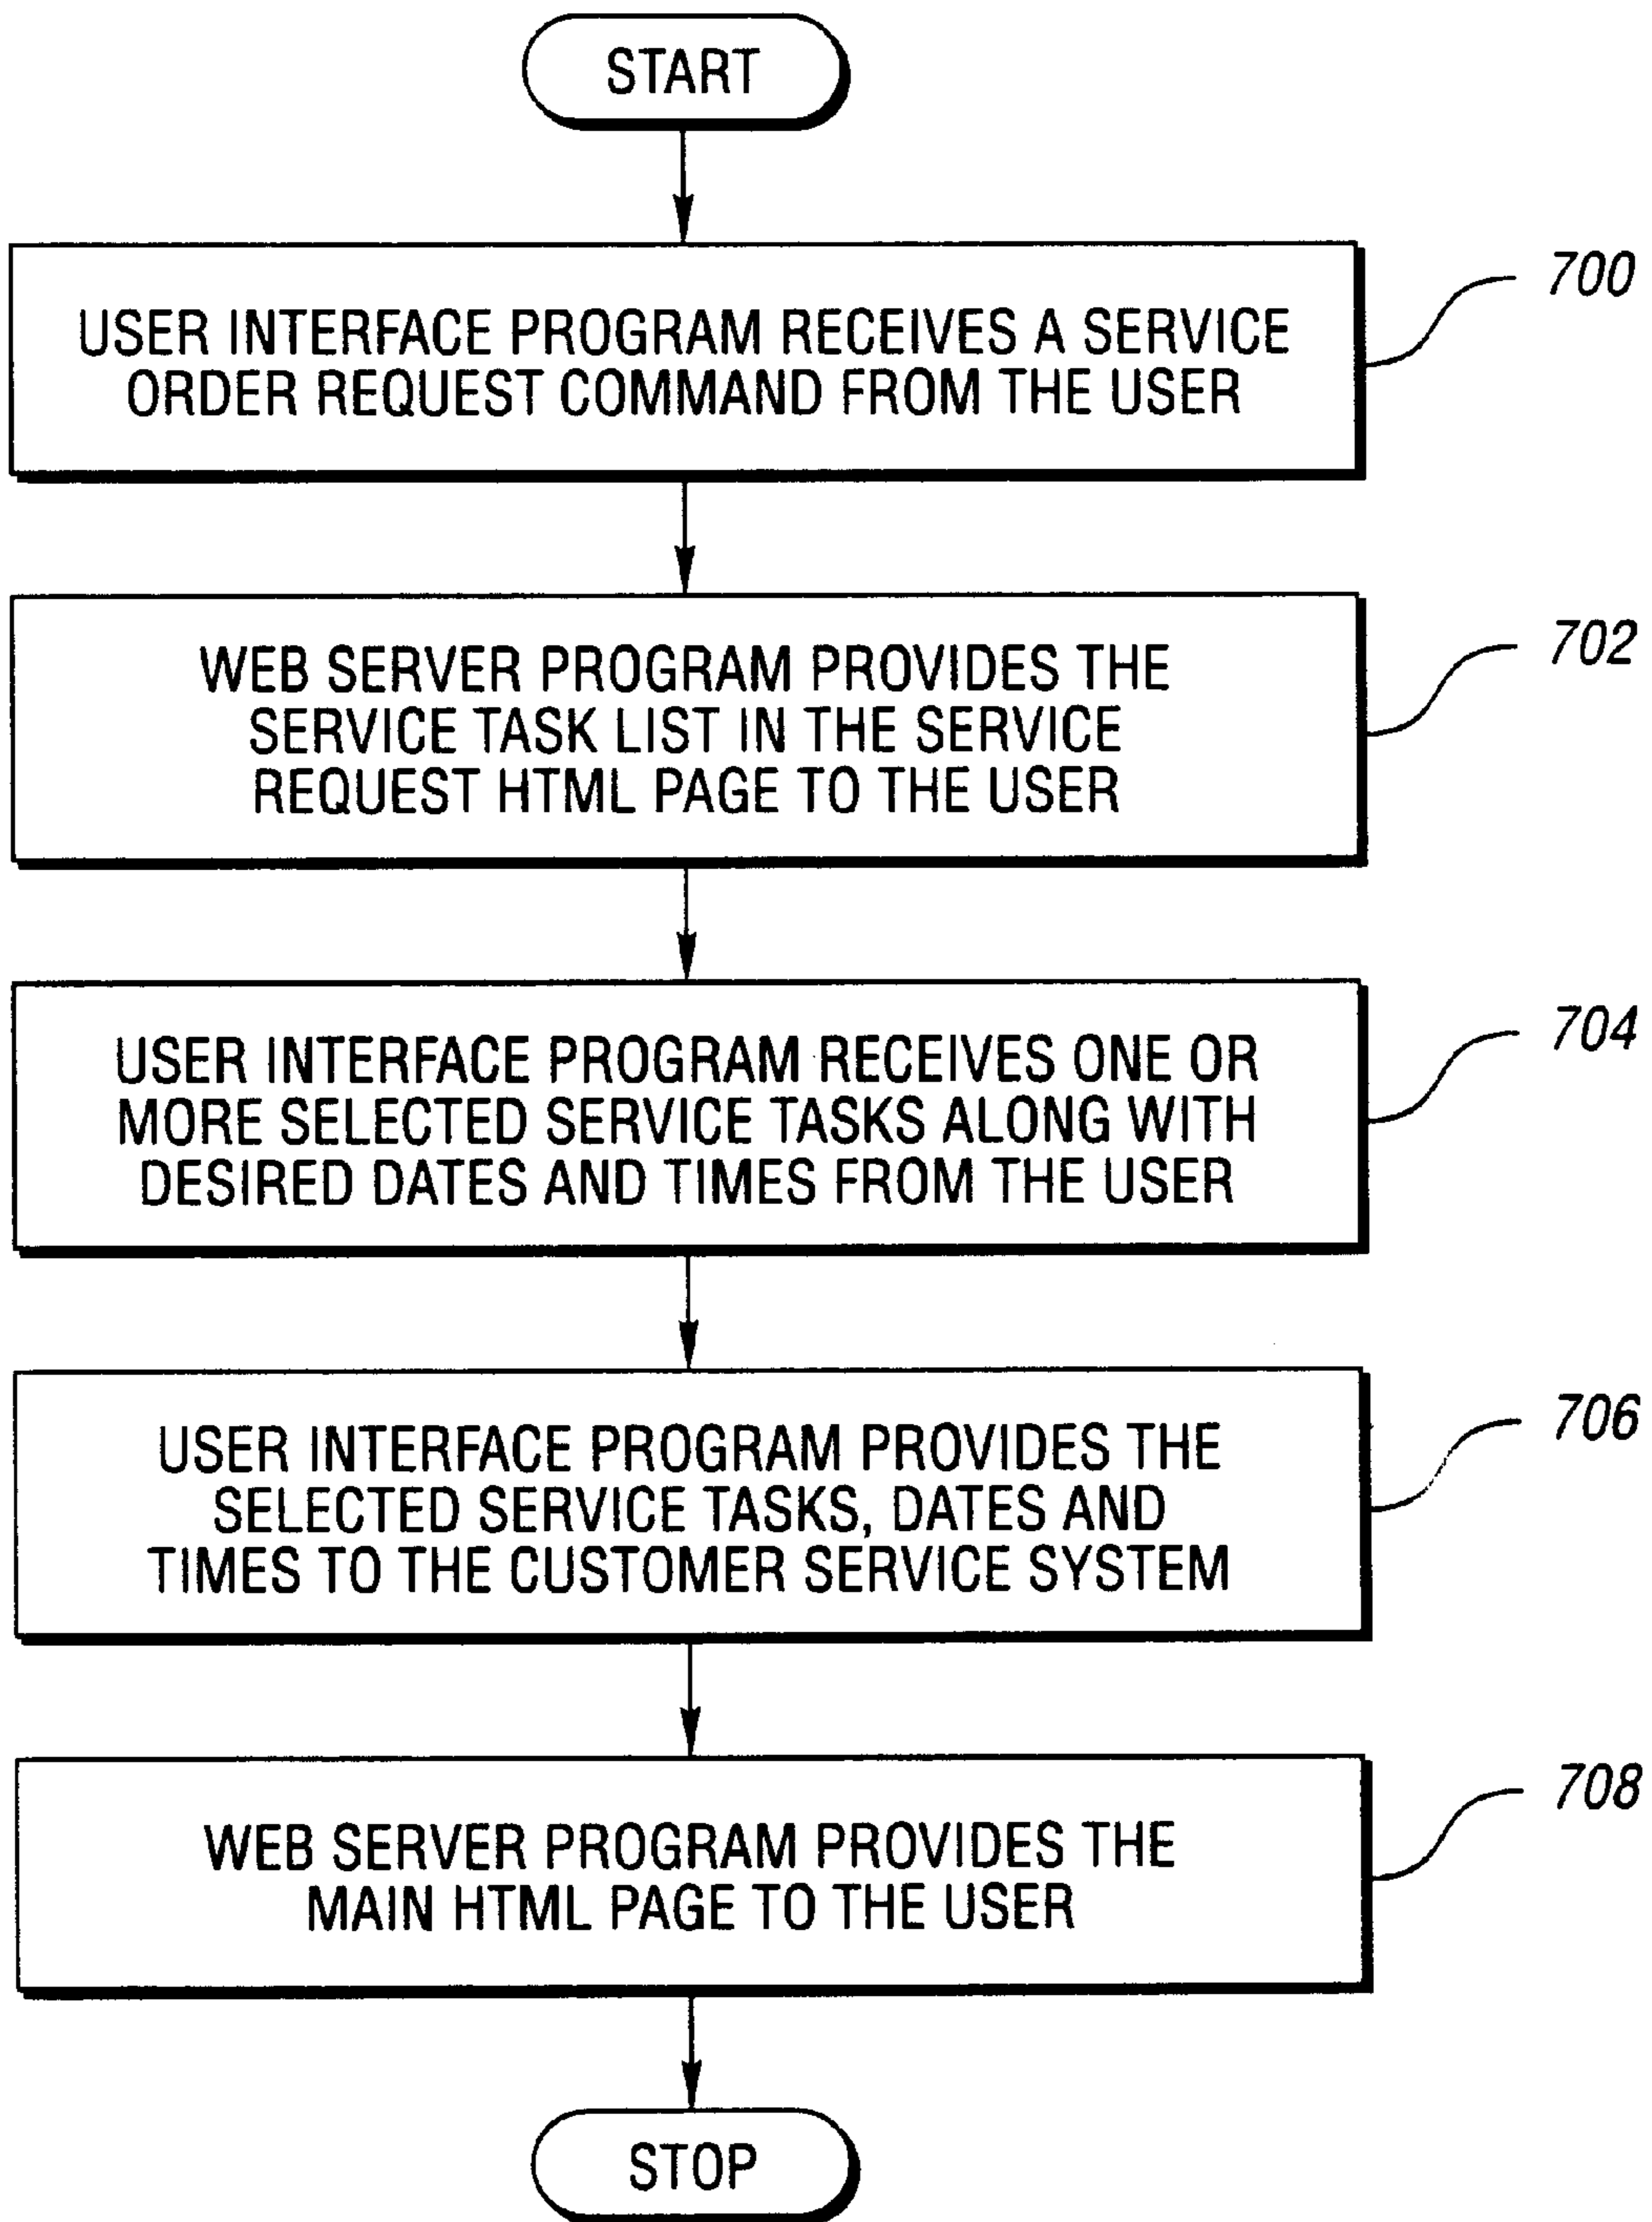 START
700
USER INTERFACE PROGRAM RECEIVES A SERVICE
ORDER REQUEST COMMAND FROM THE USER
702
WEB SERVER PROGRAM PROVIDES THE
SERVICE TASK LIST IN THE SERVICE
REQUEST HTML PAGE TO THE USER
704
USER INTERFACE PROGRAM RECEIVES ONE OR
MORE SELECTED SERVICE TASKS ALONG WITH
DESIRED DATES AND TIMES FROM THE USER
706
USER INTERFACE PROGRAM PROVIDES THE
SELECTED SERVICE TASKS, DATES AND
TIMES TO THE CUSTOMER SERVICE SYSTEM
708
WEB SERVER PROGRAM PROVIDES THE
MAIN HTML PAGE TO THE USER
STOP